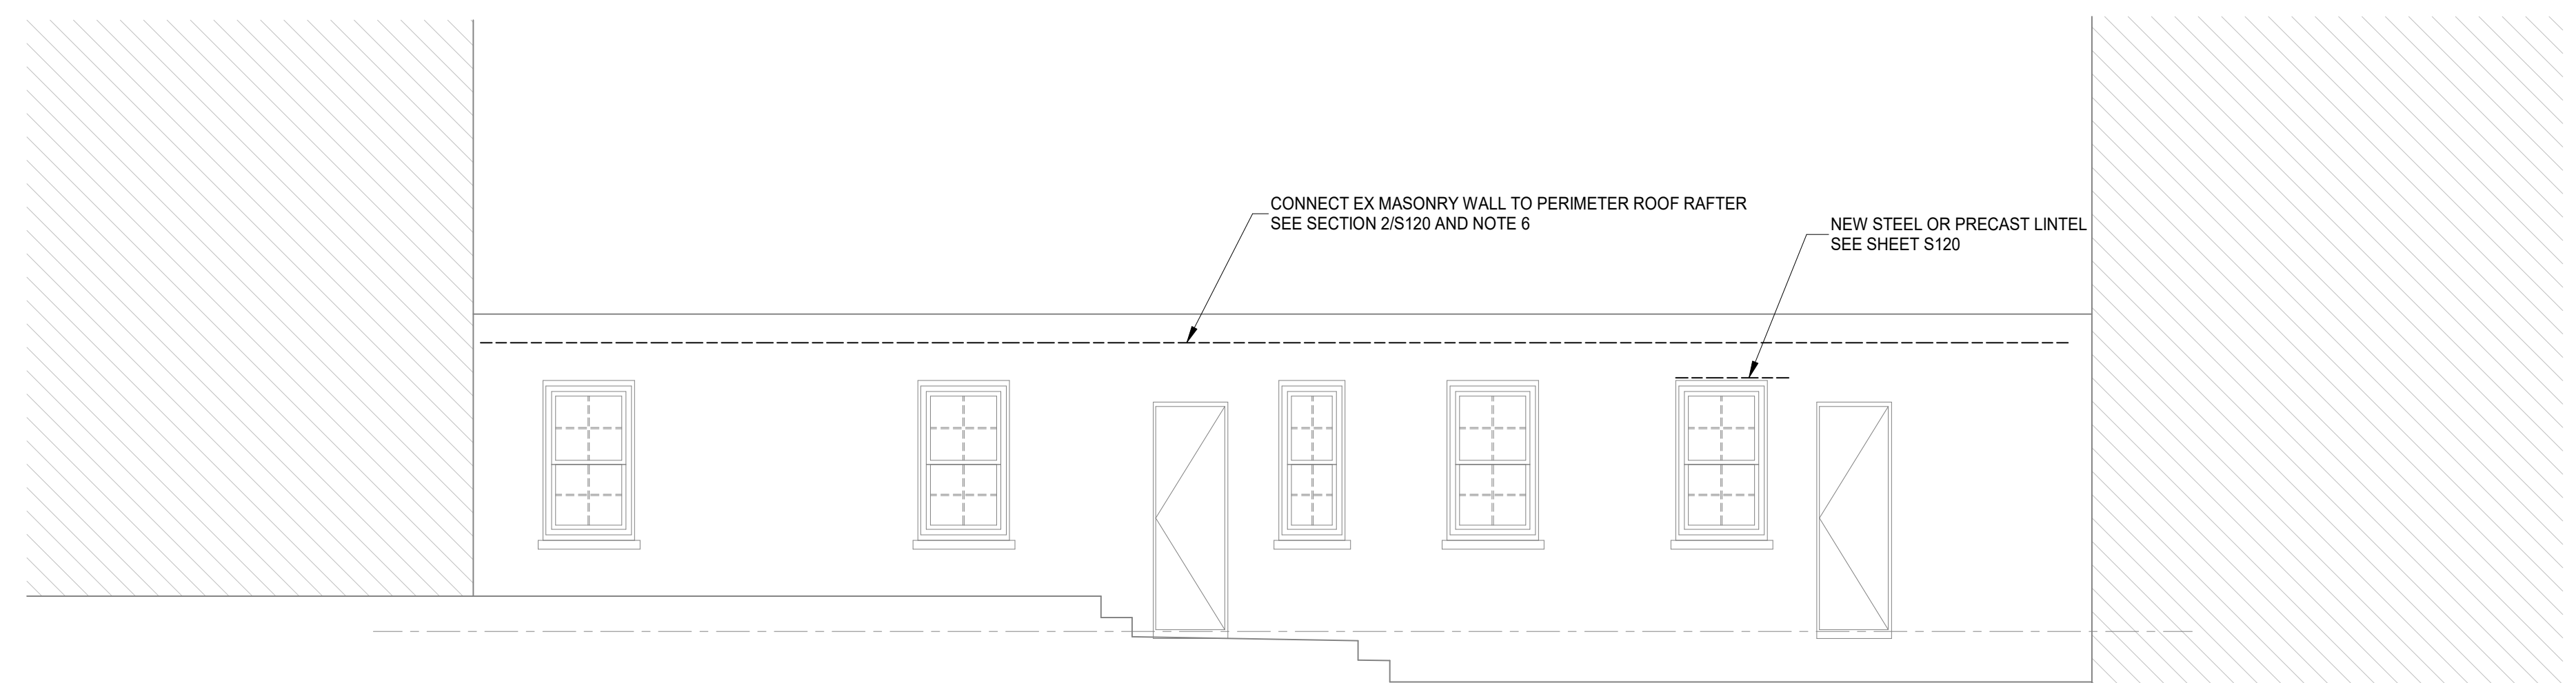 CONNECT EX MASONRY WALL TO PERIMETER ROOF RAFTER
SEE SECTION 2/S120 AND NOTE 6
NEW STEEL OR PRECAST LINTEL
SEE SHEET S120